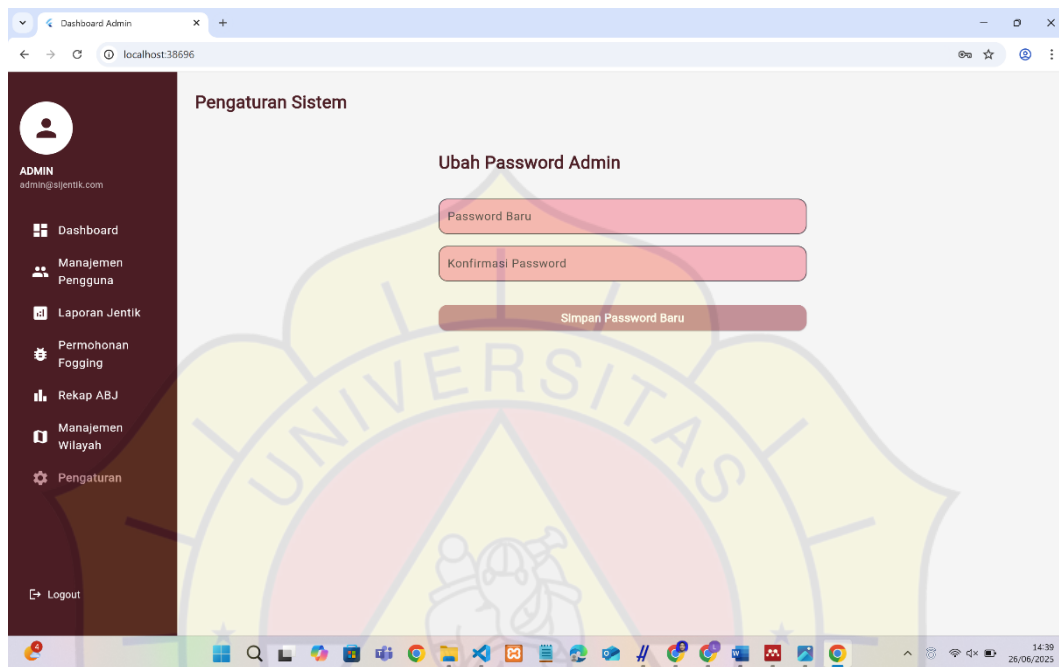 Dashboard Admin
localhost:38696
Pengaturan Sistem
ADMIN
admin@sijentik.com
Dashboard
Manajemen
Pengguna
Laporan Jentik
Permohonan
Fogging
Rekap ABJ
Manajemen
Wilayah
Pengaturan
Logout
Ubah Password Admin
Password Baru
Konfirmasi Password
Simpan Password Baru
UNIVERSITAS
4
14:39
26/06/2025